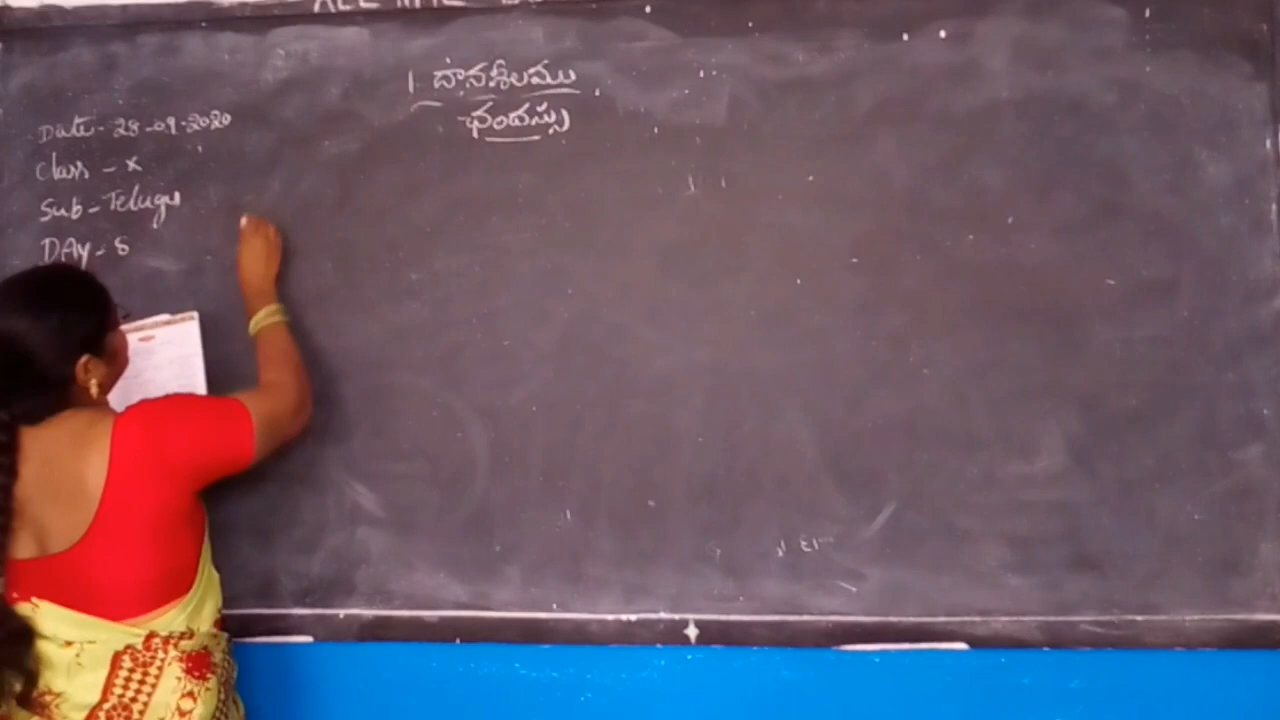 1. దానశీలము
ఛందస్సు
Date - 28-09-2020
Class - X
Sub - Telugu
DAY - 8